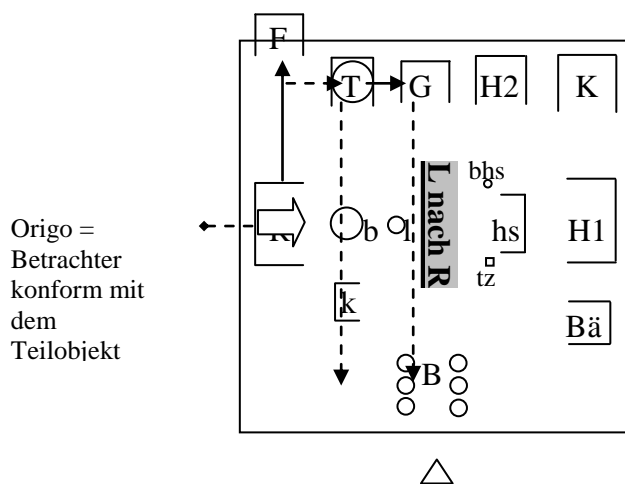 F
T G H2 K
bhs
L nach R
b l hs H1
Origo =
Betrachter
konform mit
dem
Teilobjekt
tz
k
Bä
B